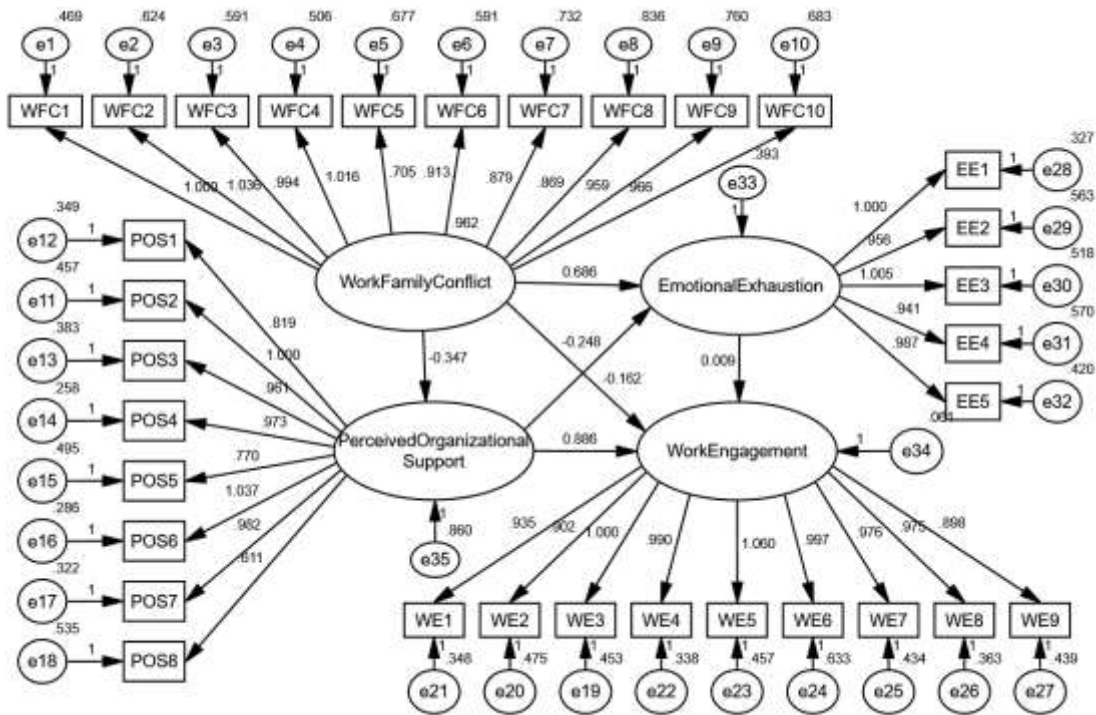 .469 .624 .591 .506 .677 .591 .732 .836 .760 .683
e1 e2 e3 e4 e5 e6 e7 e8 e9 e10
1 1 1 1 1 1 1 1 1 1
WFC1 WFC2 WFC3 WFC4 WFC5 WFC6 WFC7 WFC8 WFC9 WFC10
1.000 1.036 .994 1.016 .705 .913 .879 .869 .959 .966
.962
WorkFamilyConflict
.393
e33
1
EmotionalExhaustion
0.686
-0.347
-0.248
-0.162
0.009
.327
EE1 1 e28
1.000
.563
EE2 1 e29
.956
.518
EE3 1 e30
1.005
.570
EE4 1 e31
.941
.420
EE5 1 e32
.987
.349
e12 1 POS1
.819
.457
e11 1 POS2
1.000
.383
e13 1 POS3
.961
.258
e14 1 POS4
.973
.495
e15 1 POS5
.770
.286
e16 1 POS6
1.037
.322
e17 1 POS7
.982
.535
e18 1 POS8
.611
PerceivedOrganizational
Support
0.886
1
.860
e35
WorkEngagement
1
e34
.935 .902 1.000 .990 1.060 .997 .976 .975 .898
WE1 WE2 WE3 WE4 WE5 WE6 WE7 WE8 WE9
1 1 1 1 1 1 1 1 1
.348 .475 .453 .338 .457 .633 .434 .363 .439
e21 e20 e19 e22 e23 e24 e25 e26 e27